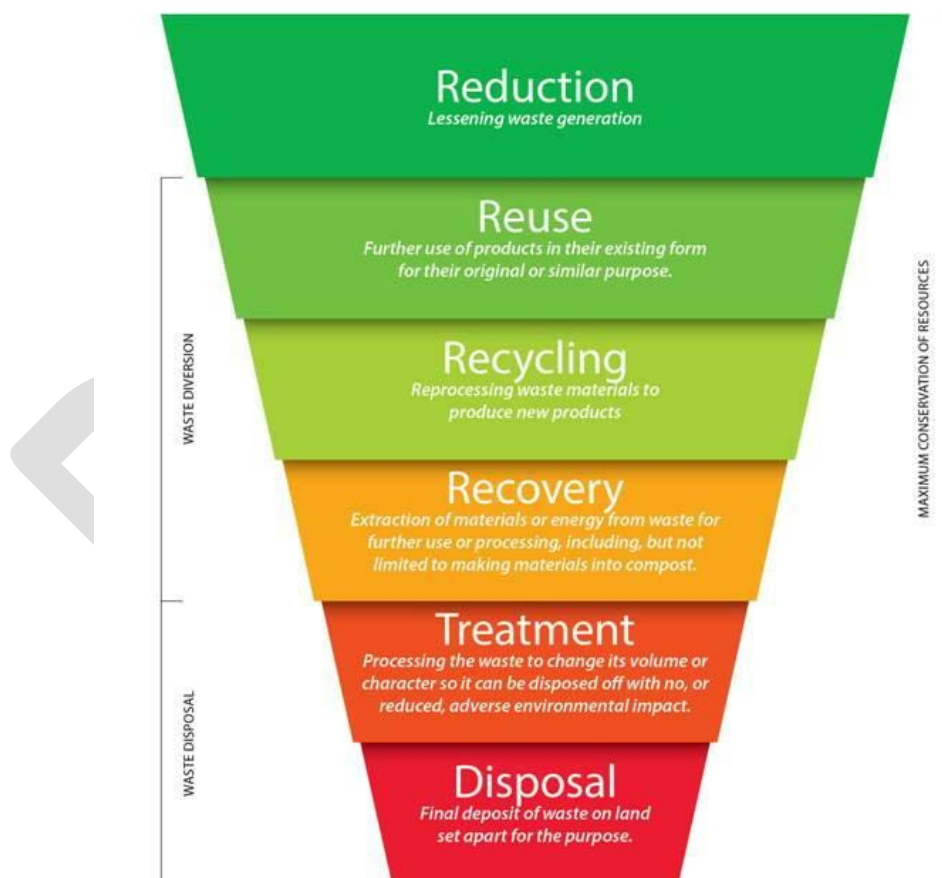 Reduction
Lessening waste generation
Reuse
Further use of products in their existing form
for their original or similar purpose.
Recycling
Reprocessing waste materials to
produce new products
Recovery
Extraction of materials or energy from waste for
further use or processing, including, but not
limited to making materials into compost.
Treatment
Processing the waste to change its volume or
character so it can be disposed off with no, or
reduced, adverse environmental impact.
Disposal
Final deposit of waste on land
set apart for the purpose.
WASTE DIVERSION
WASTE DISPOSAL
MAXIMUM CONSERVATION OF RESOURCES